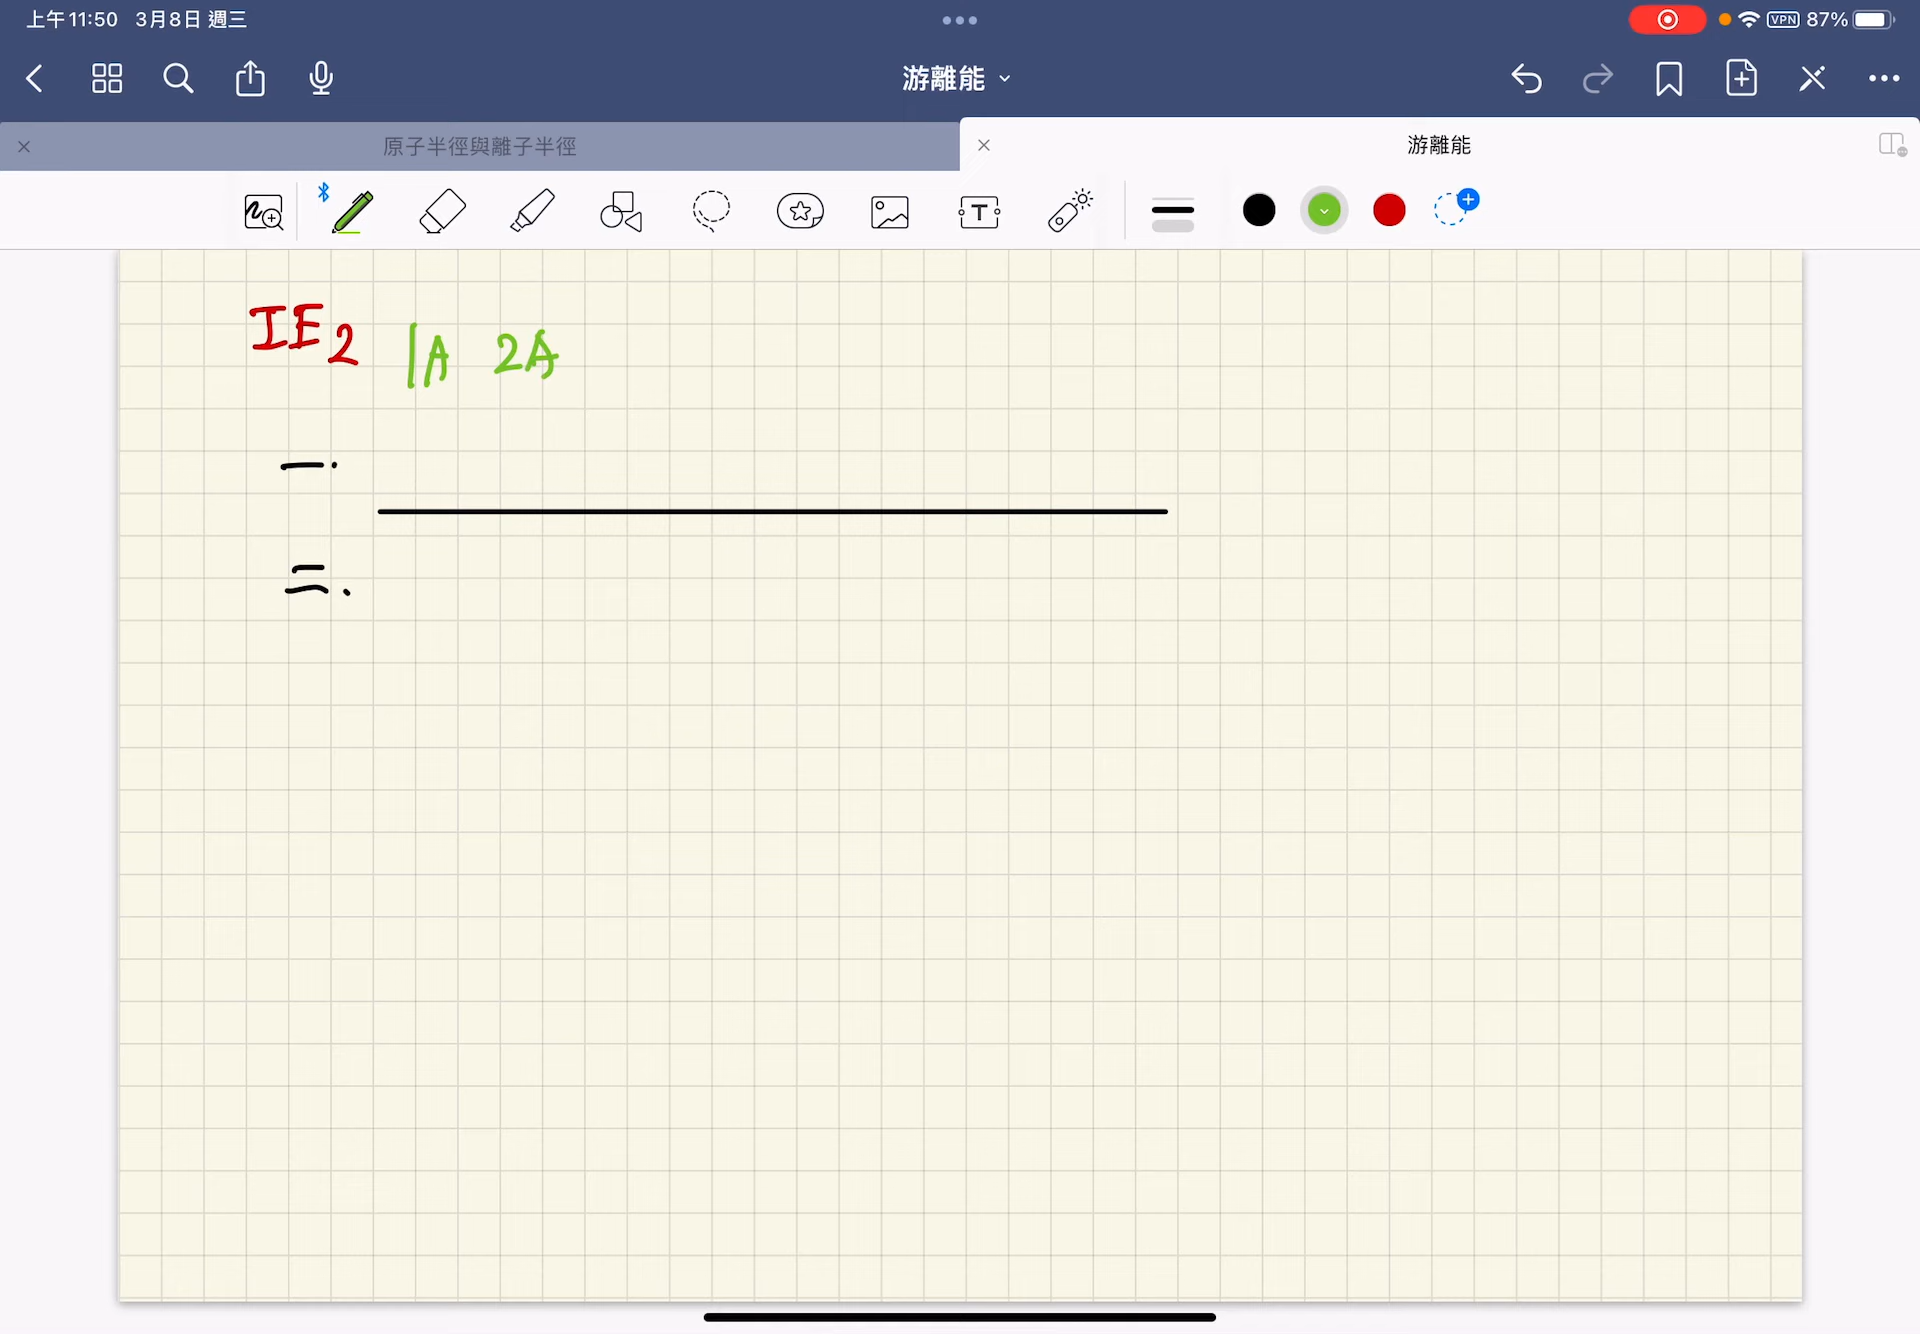 上午11:50 3月8日 週三
VPN 87%
游離能
原子半徑與離子半徑
游離能
T
IE2 1A 2A
一.
二.